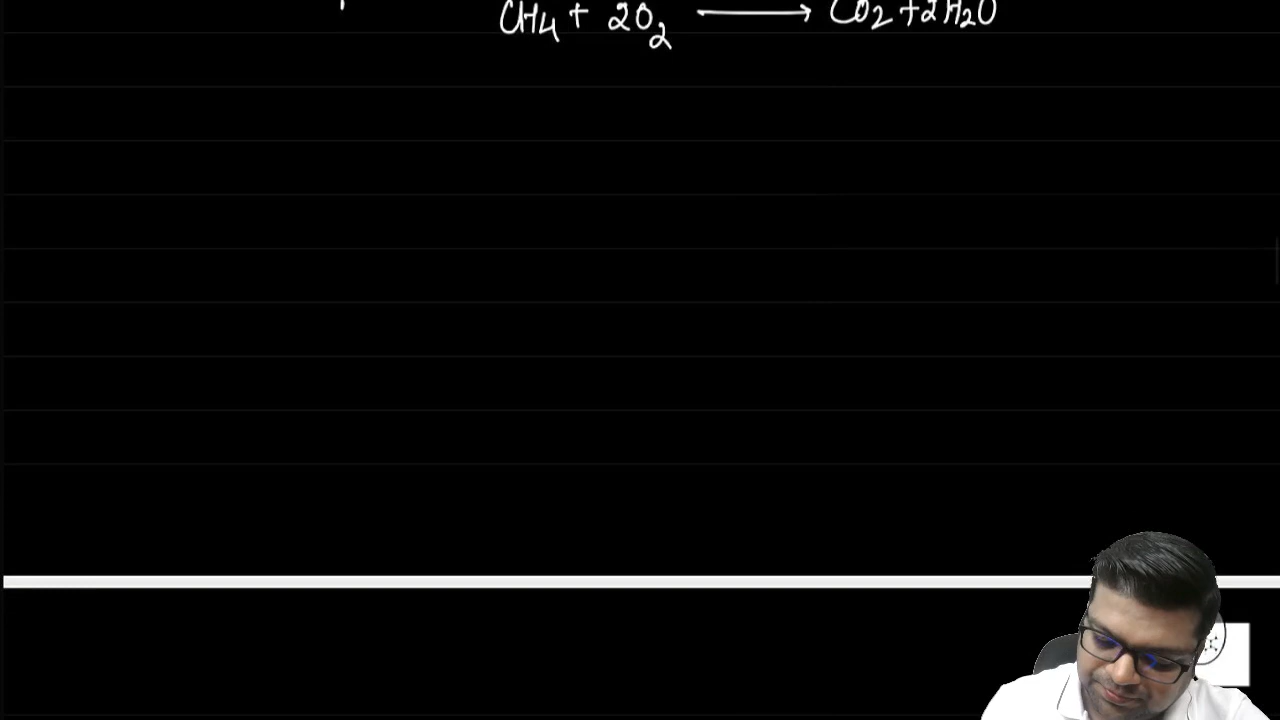 CH4 + 2O2 ⟶ CO2 + 2H2O